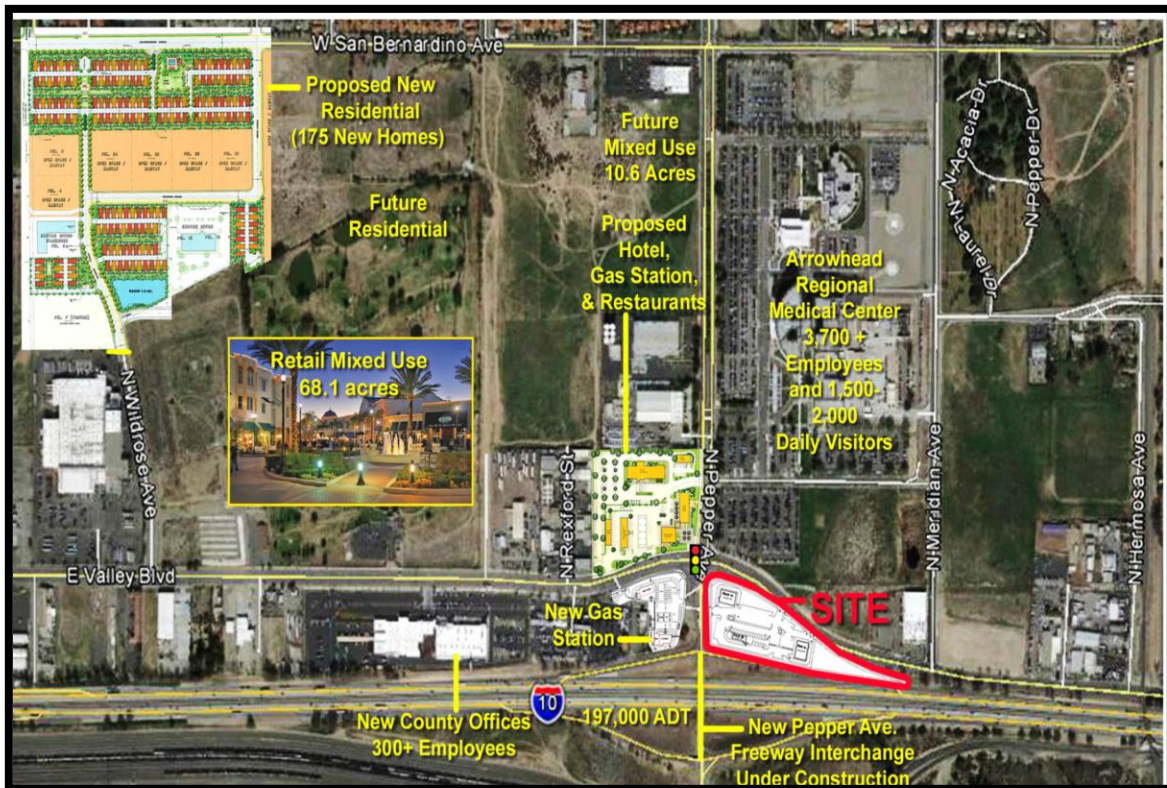 W San Bernardino Ave
Proposed New
Residential
(175 New Homes)
Future
Residential
Future
Mixed Use
10.6 Acres
Proposed
Hotel,
Gas Station,
& Restaurants
Arrowhead
Regional
Medical Center
3,700 +
Employees
and 1,500-
2,000
Daily Visitors
N Acacia Dr
N Pepper Dr
N Laurel Dr
Retail Mixed Use
68.1 acres
N Wildrose Ave
N Rexford St
N Pepper Ave
N Meridian Ave
N Hermosa Ave
E Valley Blvd
SITE
New Gas
Station
New County Offices
300+ Employees
10
197,000 ADT
New Pepper Ave.
Freeway Interchange
Under Construction